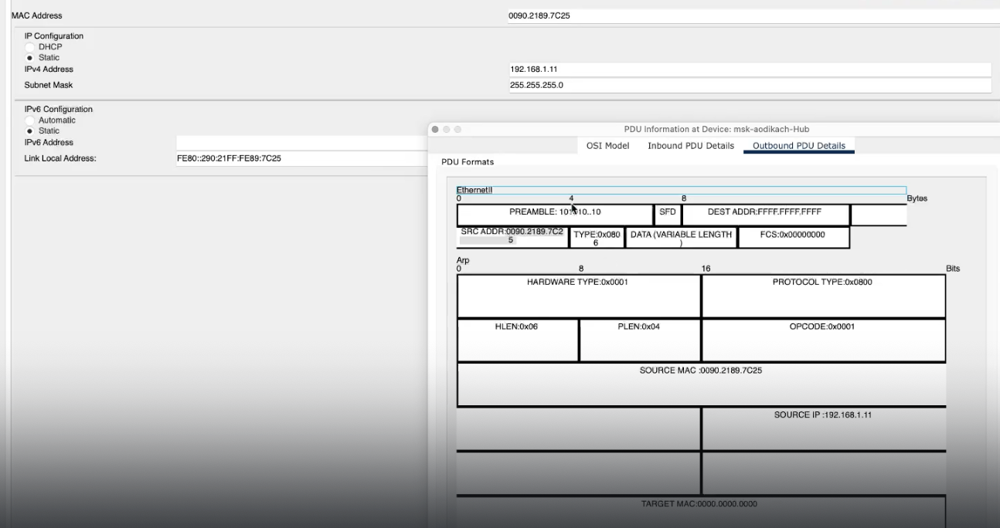 MAC Address 0090.2189.7C25
IP Configuration
DHCP
Static
IPv4 Address 192.168.1.11
Subnet Mask 255.255.255.0
IPv6 Configuration
Automatic
Static
IPv6 Address
Link Local Address: FE80::290:21FF:FE89:7C25
PDU Information at Device: msk-aodikach-Hub
OSI Model Inbound PDU Details Outbound PDU Details
PDU Formats
EthernetII
0 4 8 Bytes
PREAMBLE: 101010..10 SFD DEST ADDR:FFFF.FFFF.FFFF
SRC ADDR:0090.2189.7C2
5
TYPE:0x080
6
DATA (VARIABLE LENGTH
)
FCS:0x00000000
Arp
0 8 16 Bits
HARDWARE TYPE:0x0001 PROTOCOL TYPE:0x0800
HLEN:0x06 PLEN:0x04 OPCODE:0x0001
SOURCE MAC :0090.2189.7C25
SOURCE IP :192.168.1.11
TARGET MAC:0000.0000.0000